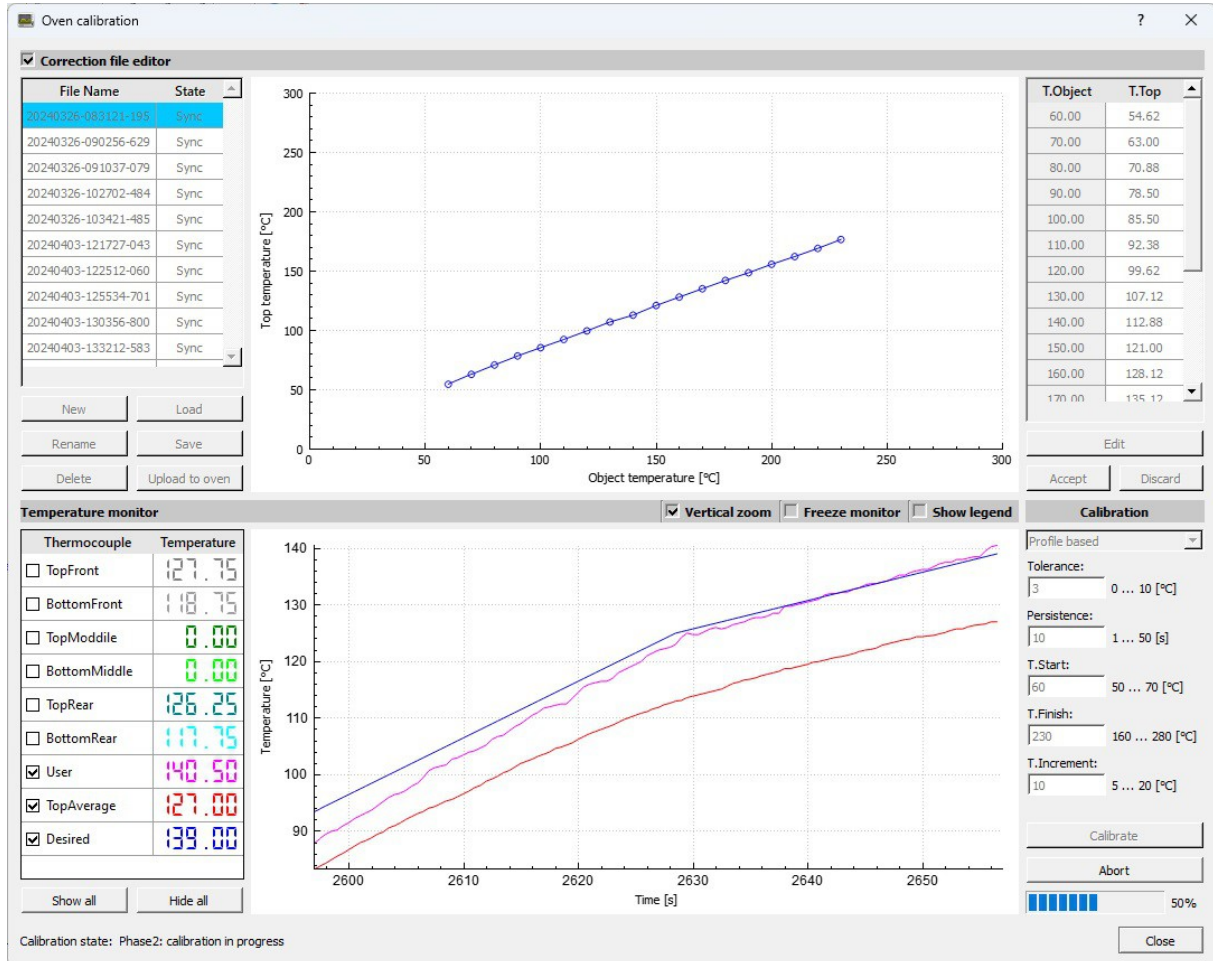 Oven calibration ? ×
Correction file editor
File Name State
20240326-083121-195 Sync
20240326-090256-629 Sync
20240326-091037-079 Sync
20240326-102702-484 Sync
20240326-103421-485 Sync
20240403-121727-043 Sync
20240403-122512-060 Sync
20240403-125534-701 Sync
20240403-130356-800 Sync
20240403-133212-583 Sync
New Load
Rename Save
Delete Upload to oven
300
250
200
150
100
50
0
Top temperature [°C]
0 50 100 150 200 250 300
Object temperature [°C]
T.Object T.Top
60.00 54.62
70.00 63.00
80.00 70.88
90.00 78.50
100.00 85.50
110.00 92.38
120.00 99.62
130.00 107.12
140.00 112.88
150.00 121.00
160.00 128.12
170.00 135.12
Edit
Accept Discard
Temperature monitor Vertical zoom Freeze monitor Show legend
Thermocouple Temperature
TopFront 127.75
BottomFront 118.75
TopModdile 0.00
BottomMiddle 0.00
TopRear 126.25
BottomRear 117.75
User 140.50
TopAverage 127.00
Desired 139.00
Show all Hide all
140
130
120
110
100
90
Temperature [°C]
2600 2610 2620 2630 2640 2650
Time [s]
Calibration
Profile based
Tolerance:
3 0 ... 10 [°C]
Persistence:
10 1 ... 50 [s]
T.Start:
60 50 ... 70 [°C]
T.Finish:
230 160 ... 280 [°C]
T.Increment:
10 5 ... 20 [°C]
Calibrate
Abort
50%
Calibration state: Phase2: calibration in progress
Close